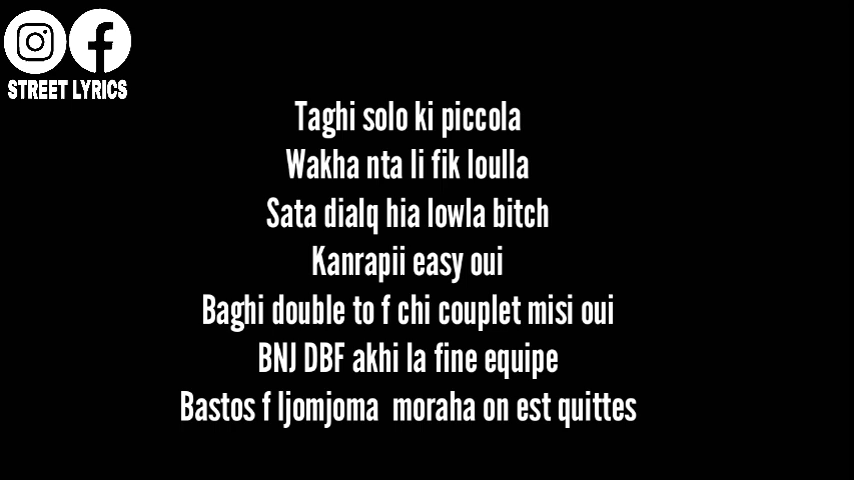 STREET LYRICS
Taghi solo ki piccola
Wakha nta li fik loulla
Sata dialq hia lowla bitch
Kanrapii easy oui
Baghi double to f chi couplet misi oui
BNJ DBF akhi la fine equipe
Bastos f ljomjoma moraha on est quittes